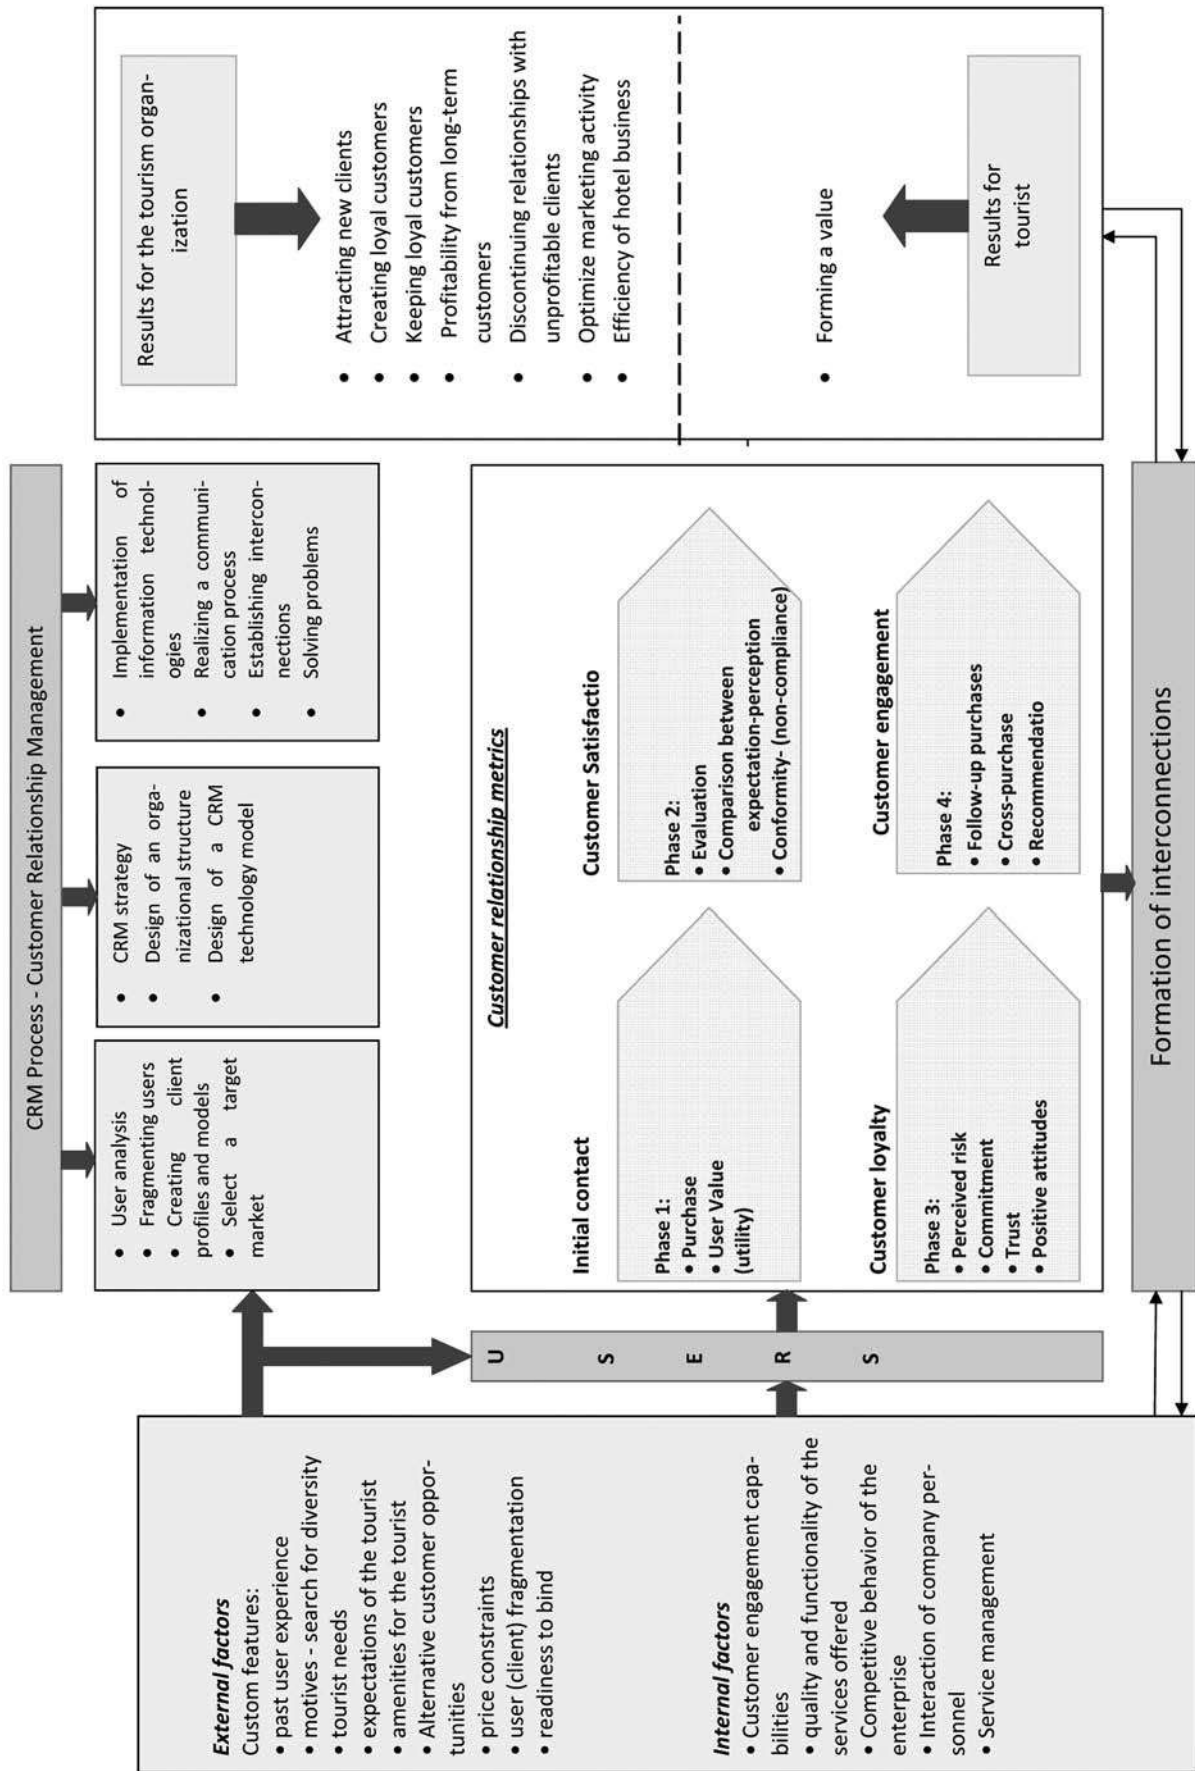 CRM Process - Customer Relationship Management
• User analysis
• Fragmenting users
• Creating client
profiles and models
• Select a target
market
• CRM strategy
• Design of an orga-
nizational structure
• Design of a CRM
technology model
• Implementation of
information technol-
ogies
• Realizing a communi-
cation process
• Establishing intercon-
nections
• Solving problems
External factors
Custom features:
• past user experience
• motives - search for diversity
• tourist needs
• expectations of the tourist
• amenities for the tourist
• Alternative customer oppor-
tunities
• price constraints
• user (client) fragmentation
• readiness to bind
Internal factors
• Customer engagement capa-
bilities
• quality and functionality of the
services offered
• Competitive behavior of the
enterprise
• Interaction of company per-
sonnel
• Service management
U
S
E
R
S
Customer relationship metrics
Initial contact
Phase 1:
• Purchase
• User Value
(utility)
Customer Satisfactio
Phase 2:
• Evaluation
• Comparison between
expectation-perception
• Conformity- (non-compliance)
Customer loyalty
Phase 3:
• Perceived risk
• Commitment
• Trust
• Positive attitudes
Customer engagement
Phase 4:
• Follow-up purchases
• Cross-purchase
• Recommendatio
Results for the tourism organ-
ization
• Attracting new clients
• Creating loyal customers
• Keeping loyal customers
• Profitability from long-term
customers
• Discontinuing relationships with
unprofitable clients
• Optimize marketing activity
• Efficiency of hotel business
• Forming a value
Results for
tourist
Formation of interconnections